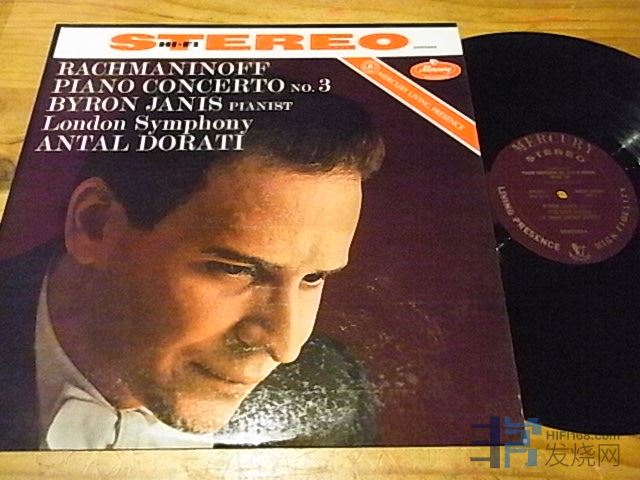 HI-FI
STEREO
RACHMANINOFF
PIANO CONCERTO NO. 3
BYRON JANIS PIANIST
London Symphony
ANTAL DORATI
Mercury
MERCURY LIVING PRESENCE
MERCURY
STEREO
LIVING PRESENCE
HIGH FIDELITY
HIFI168.com
发烧网